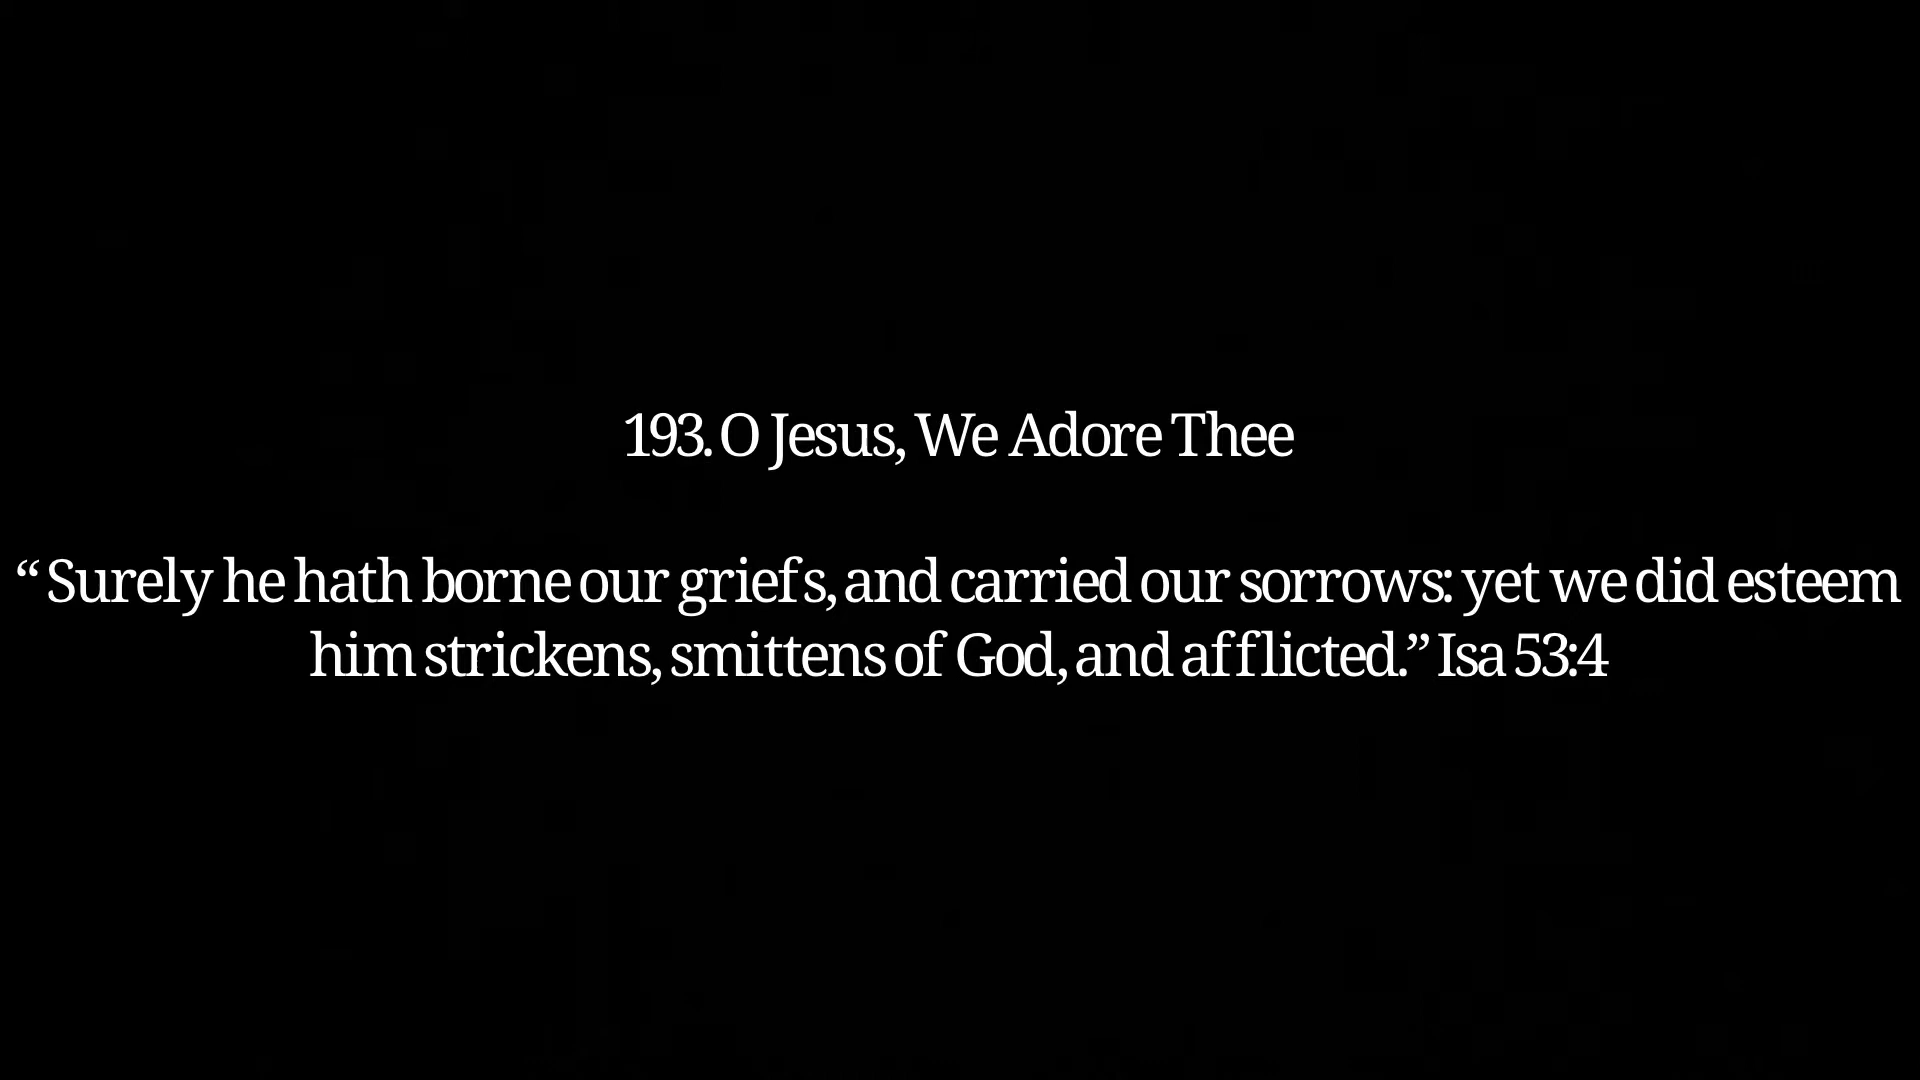 193. O Jesus, We Adore Thee
“Surely he hath borne our griefs, and carried our sorrows: yet we did esteem
him strickens, smittens of God, and afflicted.” Isa 53:4